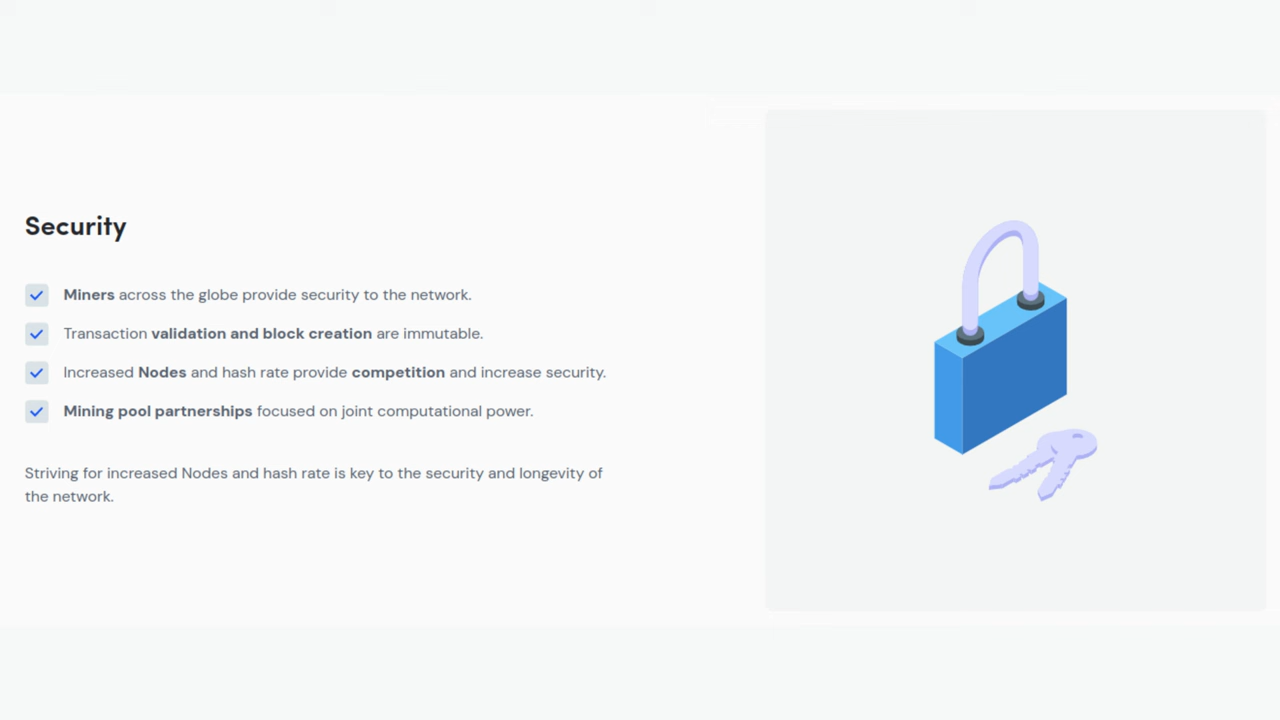 Security
Miners across the globe provide security to the network.
Transaction validation and block creation are immutable.
Increased Nodes and hash rate provide competition and increase security.
Mining pool partnerships focused on joint computational power.
Striving for increased Nodes and hash rate is key to the security and longevity of
the network.